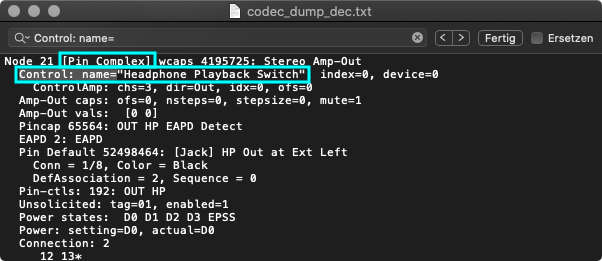 codec_dump_dec.txt
Control: name=
Fertig
Ersetzen
Node 21 [Pin Complex] wcaps 4195725: Stereo Amp-Out
Control: name="Headphone Playback Switch", index=0, device=0
ControlAmp: chs=3, dir=Out, idx=0, ofs=0
Amp-Out caps: ofs=0, nsteps=0, stepsize=0, mute=1
Amp-Out vals:  [0 0]
Pincap 65564: OUT HP EAPD Detect
EAPD 2: EAPD
Pin Default 52498464: [Jack] HP Out at Ext Left
Conn = 1/8, Color = Black
DefAssociation = 2, Sequence = 0
Pin-ctls: 192: OUT HP
Unsolicited: tag=01, enabled=1
Power states:  D0 D1 D2 D3 EPSS
Power: setting=D0, actual=D0
Connection: 2
12 13*